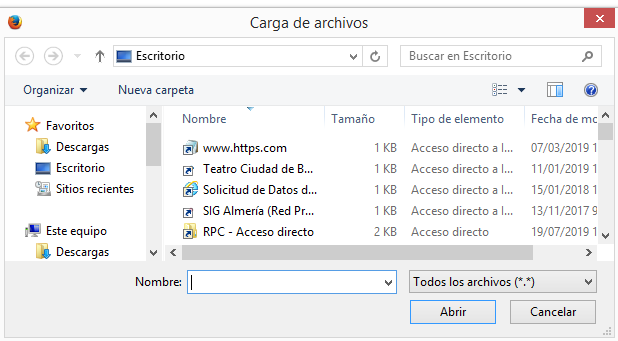 Carga de archivos
Escritorio
Buscar en Escritorio
Organizar
Nueva carpeta
Nombre Tamaño Tipo de elemento Fecha de mo
Favoritos
Descargas
Escritorio
Sitios recientes
Este equipo
Descargas
www.https.com 1 KB Acceso directo a I... 07/03/2019 1
Teatro Ciudad de B... 1 KB Acceso directo a I... 11/01/2019 1
Solicitud de Datos d... 1 KB Acceso directo a I... 15/01/2018 1
SIG Almería (Red Pr... 1 KB Acceso directo a I... 13/11/2017 9
RPC - Acceso directo 2 KB Acceso directo 19/07/2019 1
Nombre:
Todos los archivos (*.*)
Abrir Cancelar